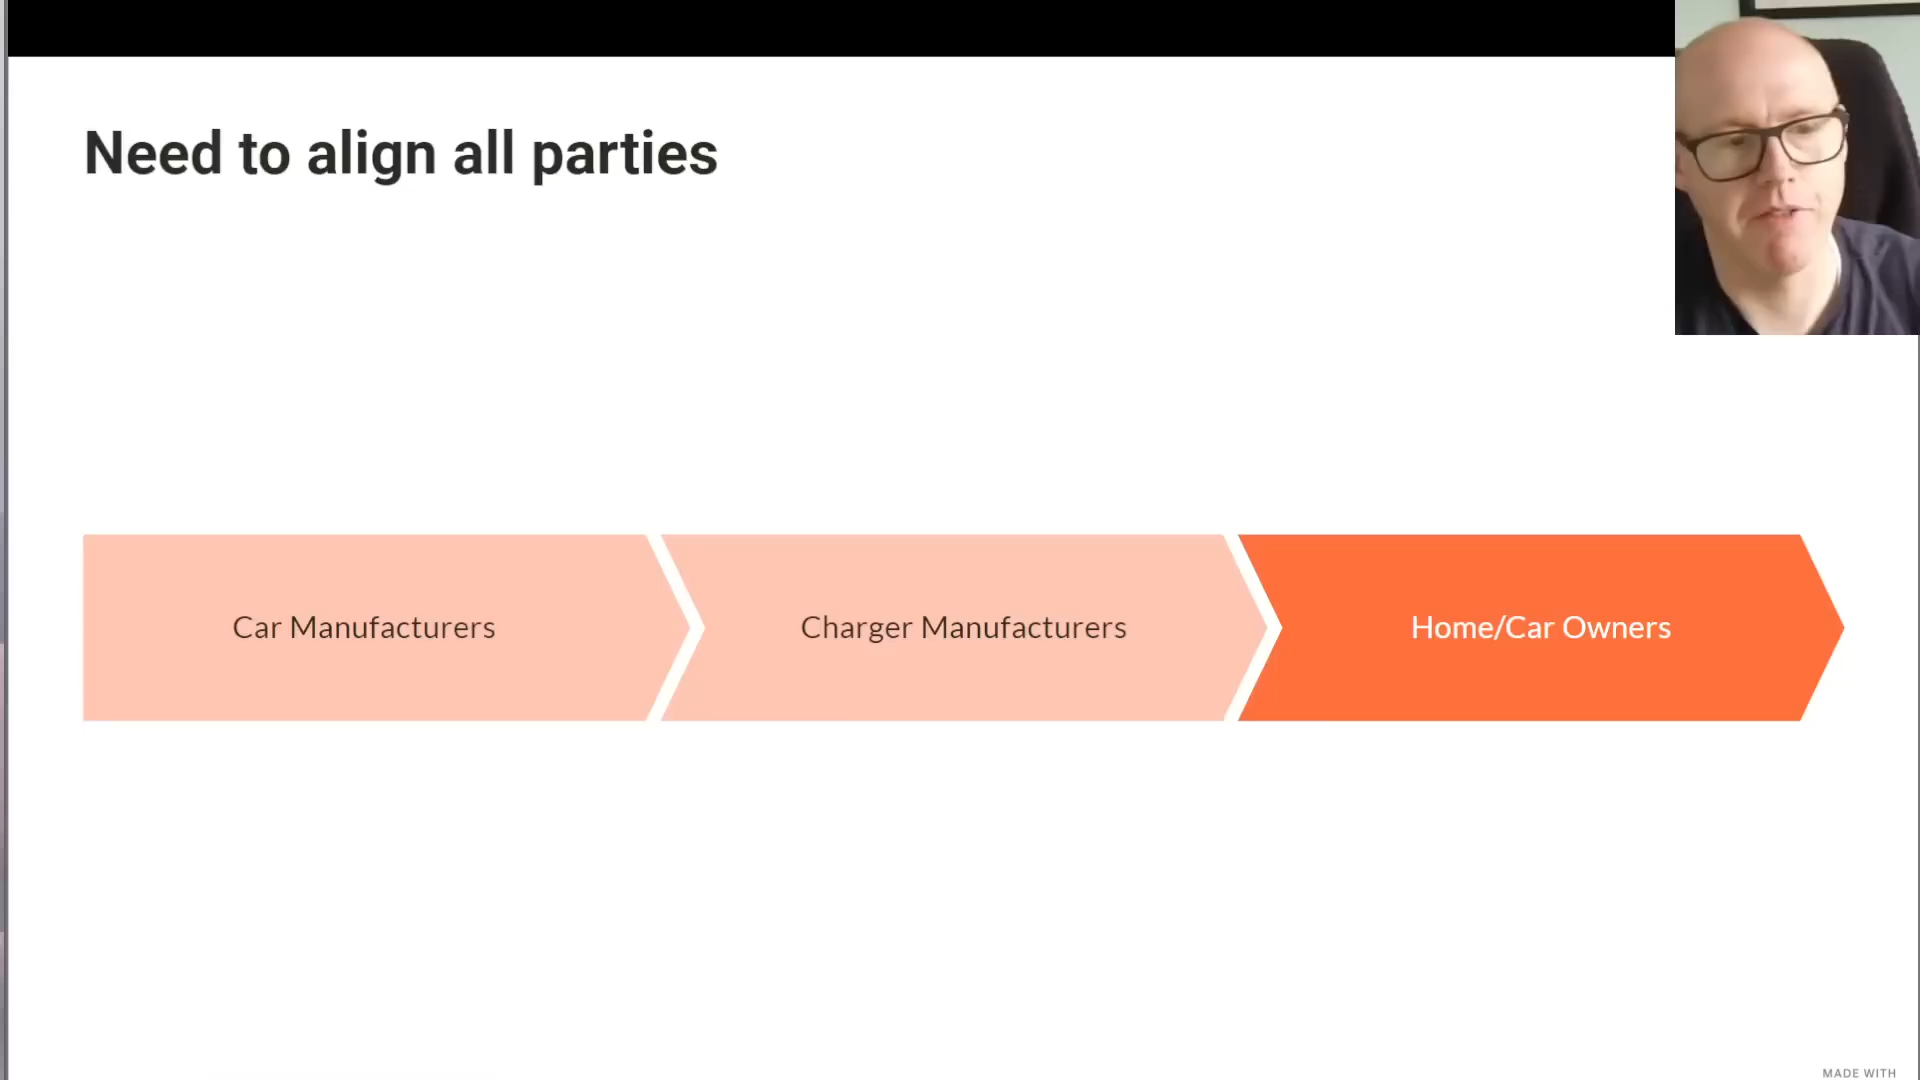 Need to align all parties
Car Manufacturers
Charger Manufacturers
Home/Car Owners
MADE WITH